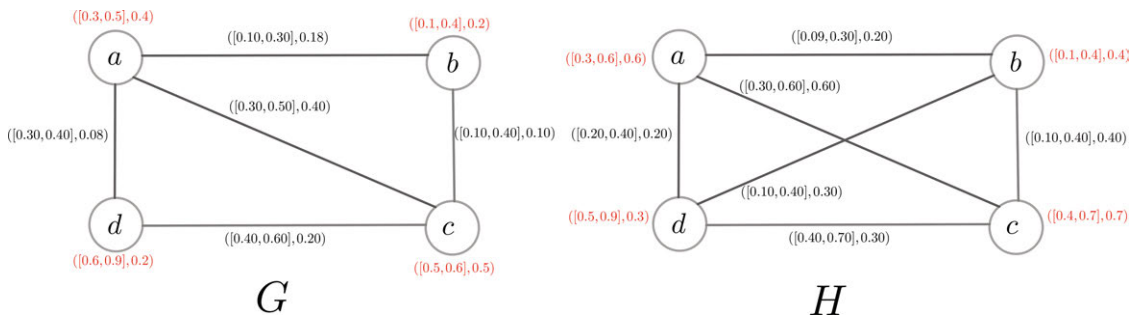 ([0.3,0.5],0.4)
([0.10,0.30],0.18)
([0.1,0.4],0.2)
a
b
([0.30,0.50],0.40)
([0.30,0.40],0.08)
([0.10,0.40],0.10)
d
c
([0.40,0.60],0.20)
([0.6,0.9],0.2)
([0.5,0.6],0.5)
G
([0.3,0.6],0.6)
a
([0.09,0.30],0.20)
b
([0.1,0.4],0.4)
([0.30,0.60],0.60)
([0.20,0.40],0.20)
([0.10,0.40],0.40)
([0.10,0.40],0.30)
([0.5,0.9],0.3)
d
c
([0.4,0.7],0.7)
([0.40,0.70],0.30)
H